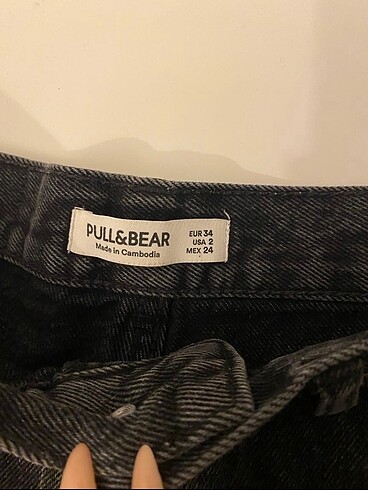 PULL&BEAR
Made in Cambodia
EUR 34
USA 2
MEX 24